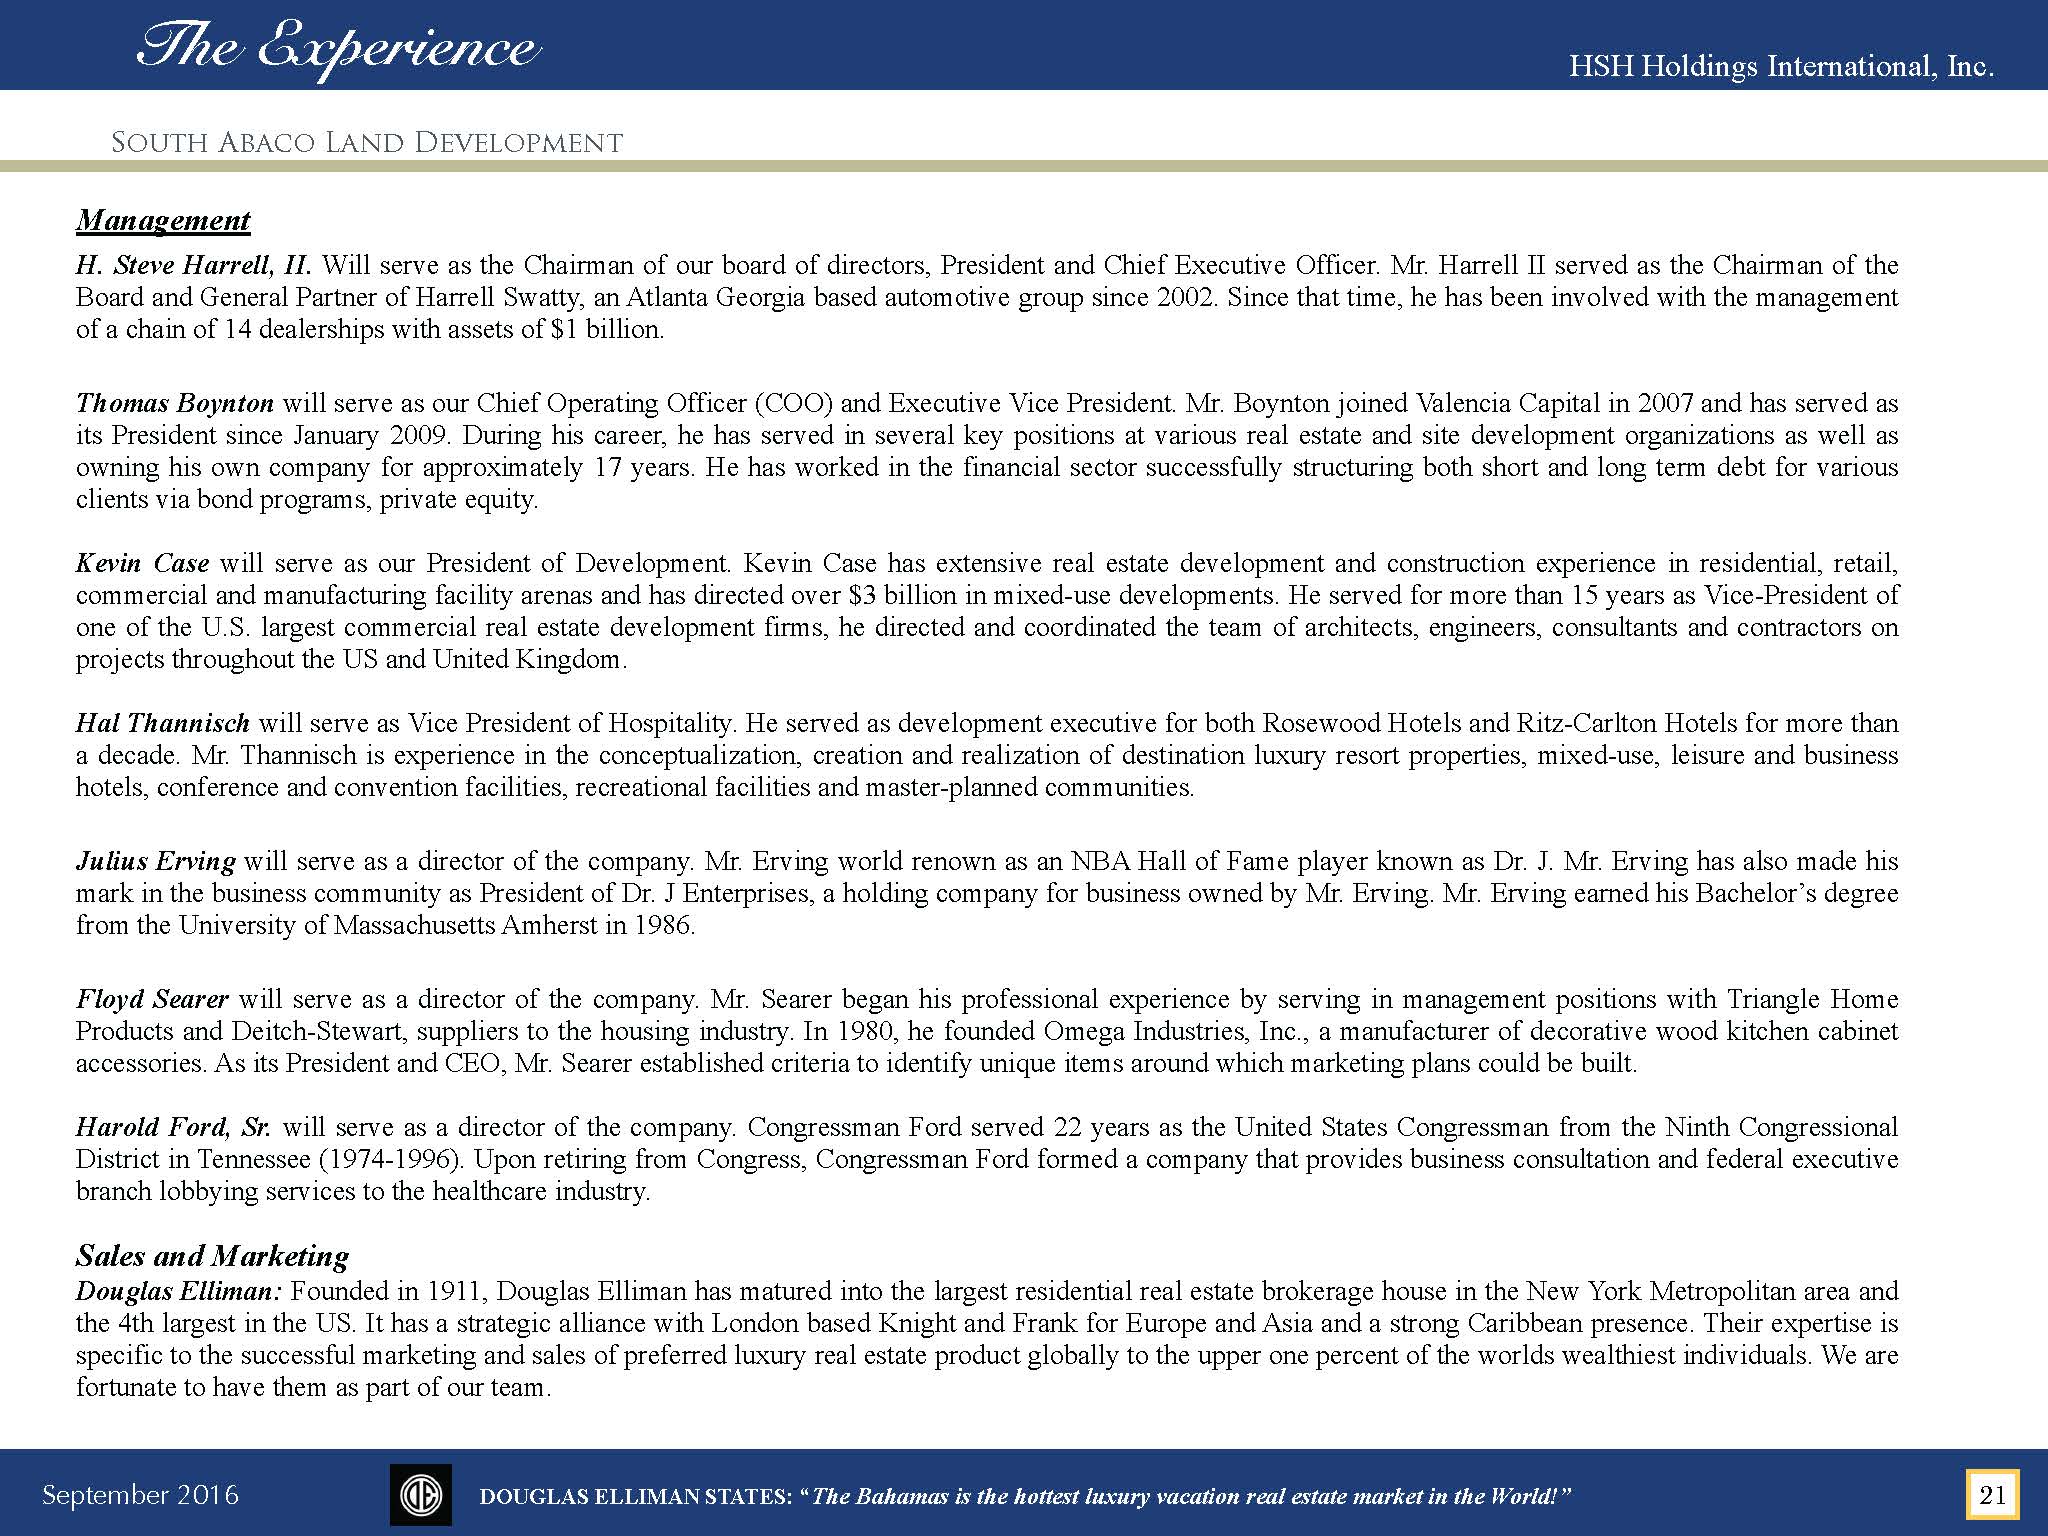 The Experience
HSH Holdings International, Inc.
South Abaco Land Development
Management
H. Steve Harrell, II. Will serve as the Chairman of our board of directors, President and Chief Executive Officer. Mr. Harrell II served as the Chairman of the
Board and General Partner of Harrell Swatty, an Atlanta Georgia based automotive group since 2002. Since that time, he has been involved with the management
of a chain of 14 dealerships with assets of $1 billion.
Thomas Boynton will serve as our Chief Operating Officer (COO) and Executive Vice President. Mr. Boynton joined Valencia Capital in 2007 and has served as
its President since January 2009. During his career, he has served in several key positions at various real estate and site development organizations as well as
owning his own company for approximately 17 years. He has worked in the financial sector successfully structuring both short and long term debt for various
clients via bond programs, private equity.
Kevin Case will serve as our President of Development. Kevin Case has extensive real estate development and construction experience in residential, retail,
commercial and manufacturing facility arenas and has directed over $3 billion in mixed-use developments. He served for more than 15 years as Vice-President of
one of the U.S. largest commercial real estate development firms, he directed and coordinated the team of architects, engineers, consultants and contractors on
projects throughout the US and United Kingdom.
Hal Thannisch will serve as Vice President of Hospitality. He served as development executive for both Rosewood Hotels and Ritz-Carlton Hotels for more than
a decade. Mr. Thannisch is experience in the conceptualization, creation and realization of destination luxury resort properties, mixed-use, leisure and business
hotels, conference and convention facilities, recreational facilities and master-planned communities.
Julius Erving will serve as a director of the company. Mr. Erving world renown as an NBA Hall of Fame player known as Dr. J. Mr. Erving has also made his
mark in the business community as President of Dr. J Enterprises, a holding company for business owned by Mr. Erving. Mr. Erving earned his Bachelor’s degree
from the University of Massachusetts Amherst in 1986.
Floyd Searer will serve as a director of the company. Mr. Searer began his professional experience by serving in management positions with Triangle Home
Products and Deitch-Stewart, suppliers to the housing industry. In 1980, he founded Omega Industries, Inc., a manufacturer of decorative wood kitchen cabinet
accessories. As its President and CEO, Mr. Searer established criteria to identify unique items around which marketing plans could be built.
Harold Ford, Sr. will serve as a director of the company. Congressman Ford served 22 years as the United States Congressman from the Ninth Congressional
District in Tennessee (1974-1996). Upon retiring from Congress, Congressman Ford formed a company that provides business consultation and federal executive
branch lobbying services to the healthcare industry.
Sales and Marketing
Douglas Elliman: Founded in 1911, Douglas Elliman has matured into the largest residential real estate brokerage house in the New York Metropolitan area and
the 4th largest in the US. It has a strategic alliance with London based Knight and Frank for Europe and Asia and a strong Caribbean presence. Their expertise is
specific to the successful marketing and sales of preferred luxury real estate product globally to the upper one percent of the worlds wealthiest individuals. We are
fortunate to have them as part of our team.
September 2016
DOUGLAS ELLIMAN STATES: “The Bahamas is the hottest luxury vacation real estate market in the World!”
21